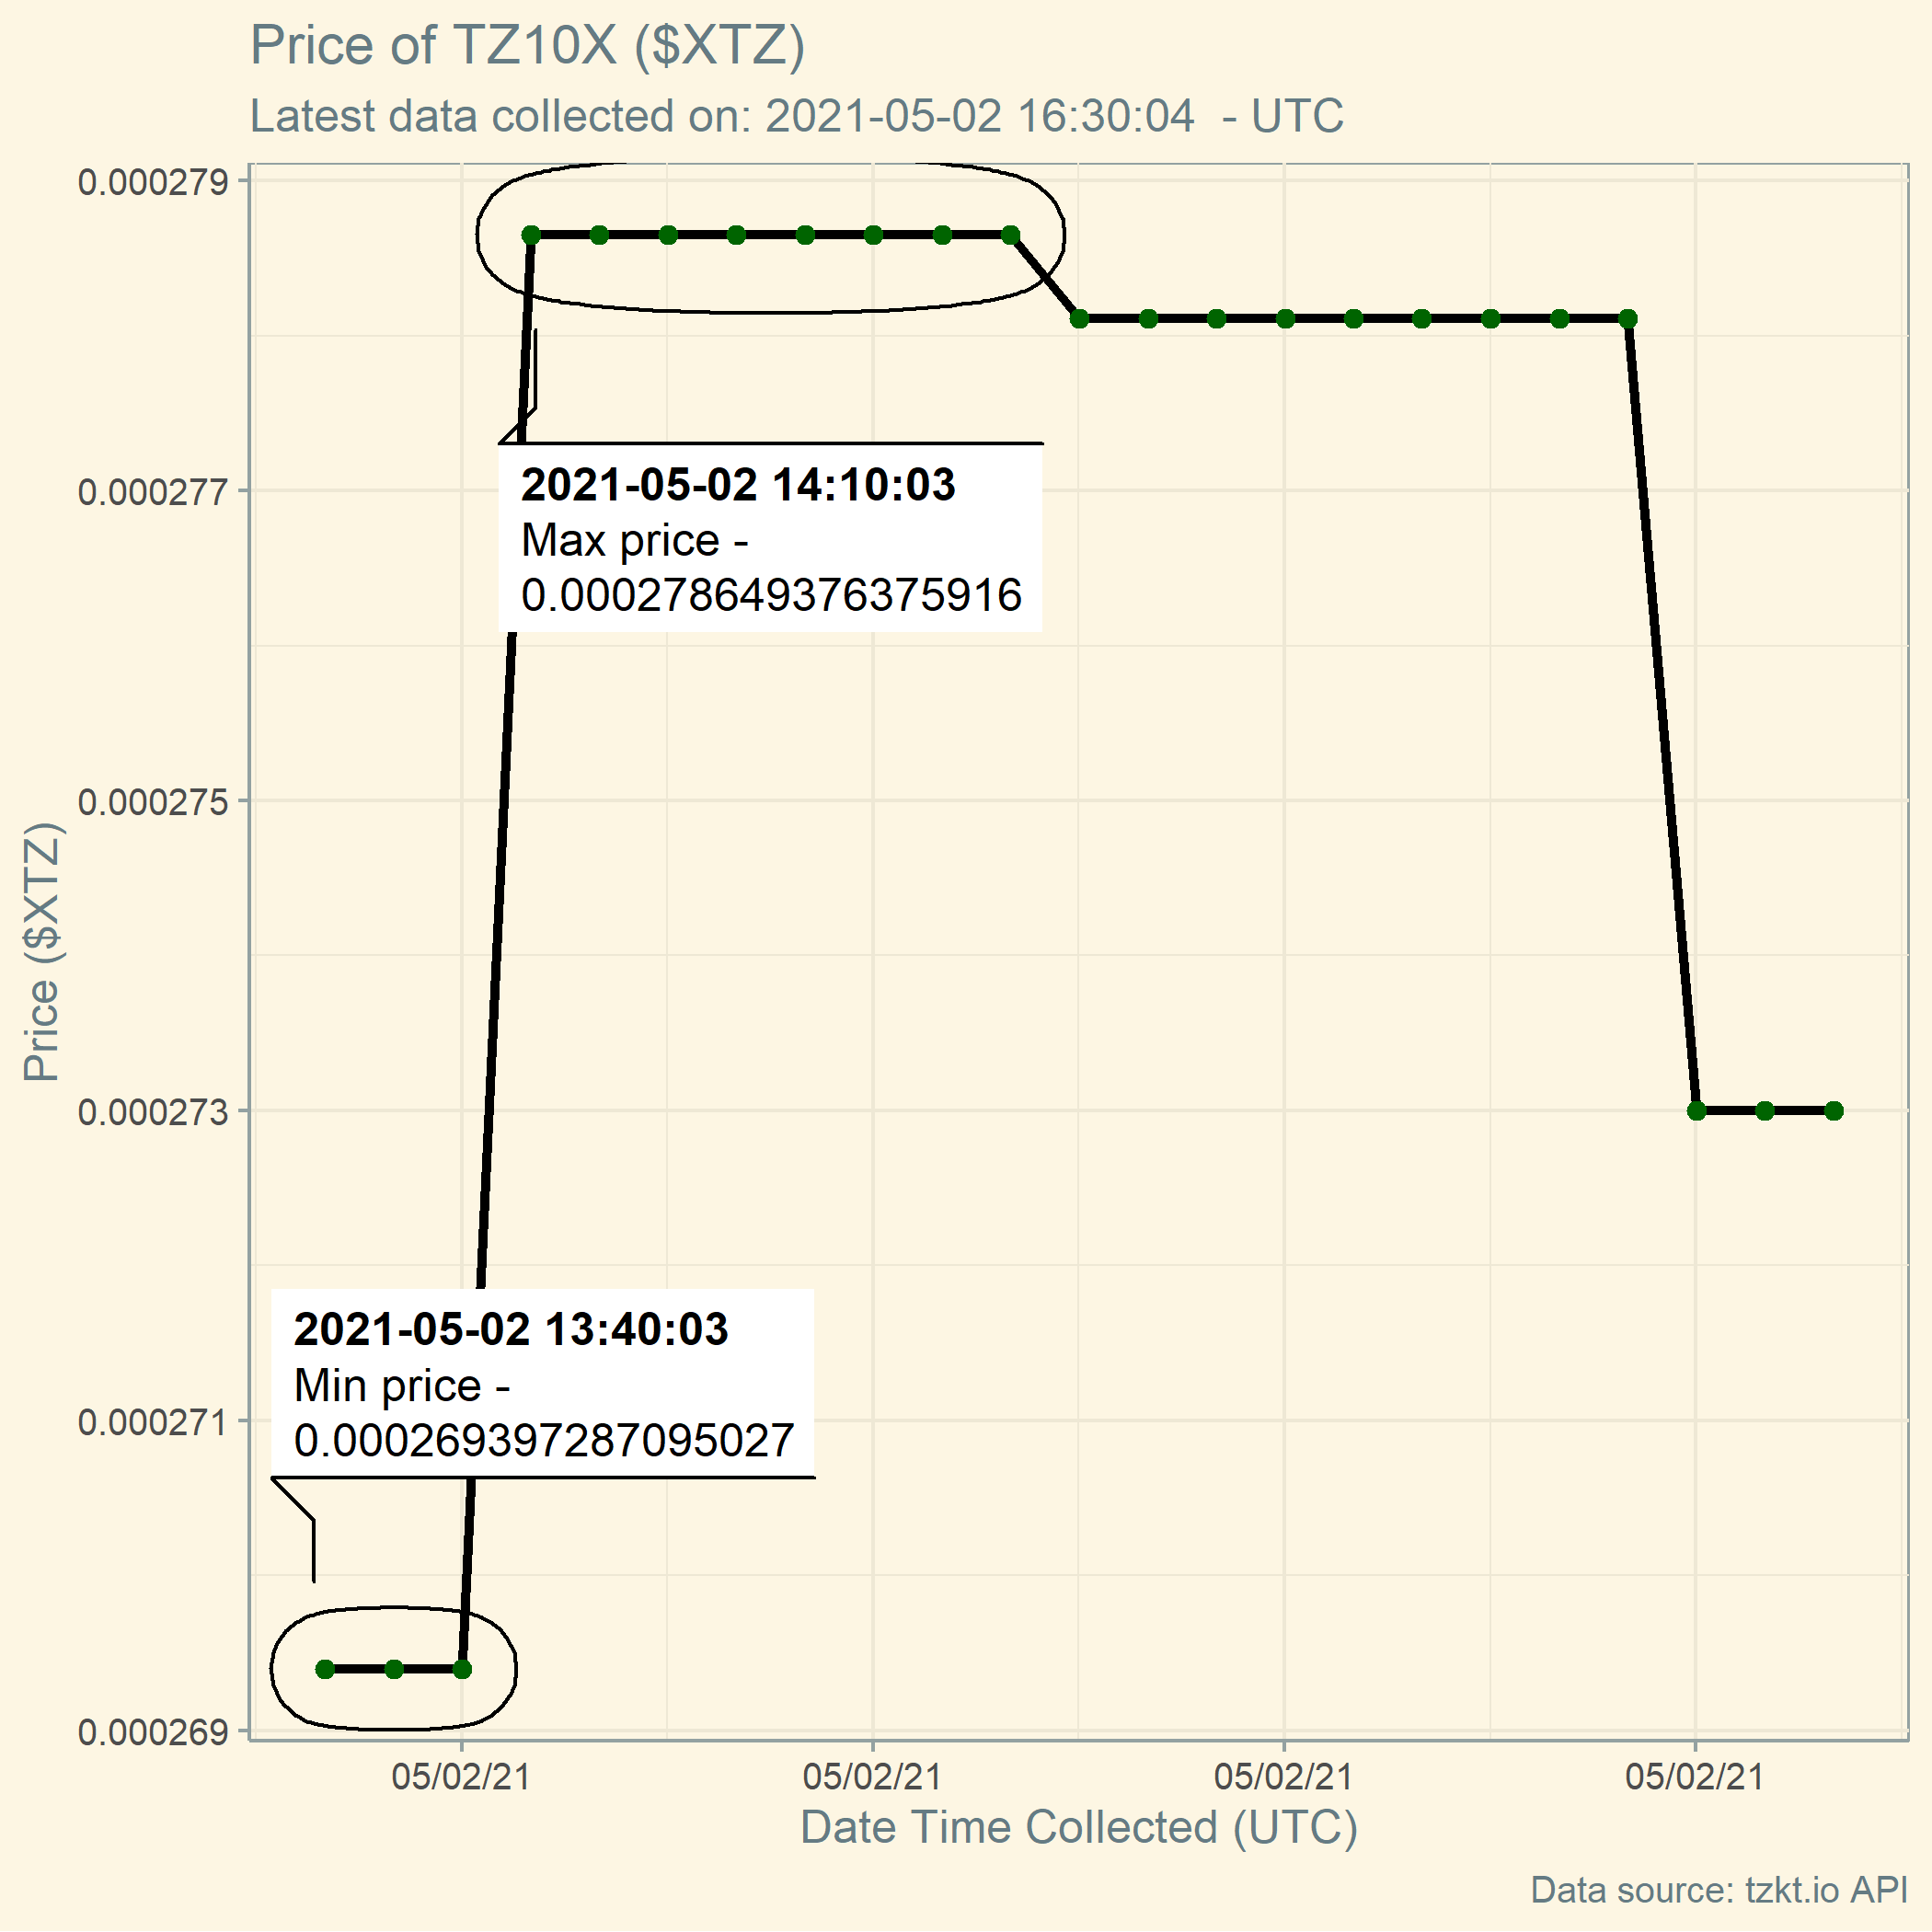 Price of TZ10X ($XTZ)
Latest data collected on: 2021-05-02 16:30:04  - UTC
0.000279
0.000277
0.000275
0.000273
0.000271
0.000269
Price ($XTZ)
2021-05-02 14:10:03
Max price -
0.000278649376375916
2021-05-02 13:40:03
Min price -
0.000269397287095027
05/02/21
05/02/21
05/02/21
05/02/21
Date Time Collected (UTC)
Data source: tzkt.io API